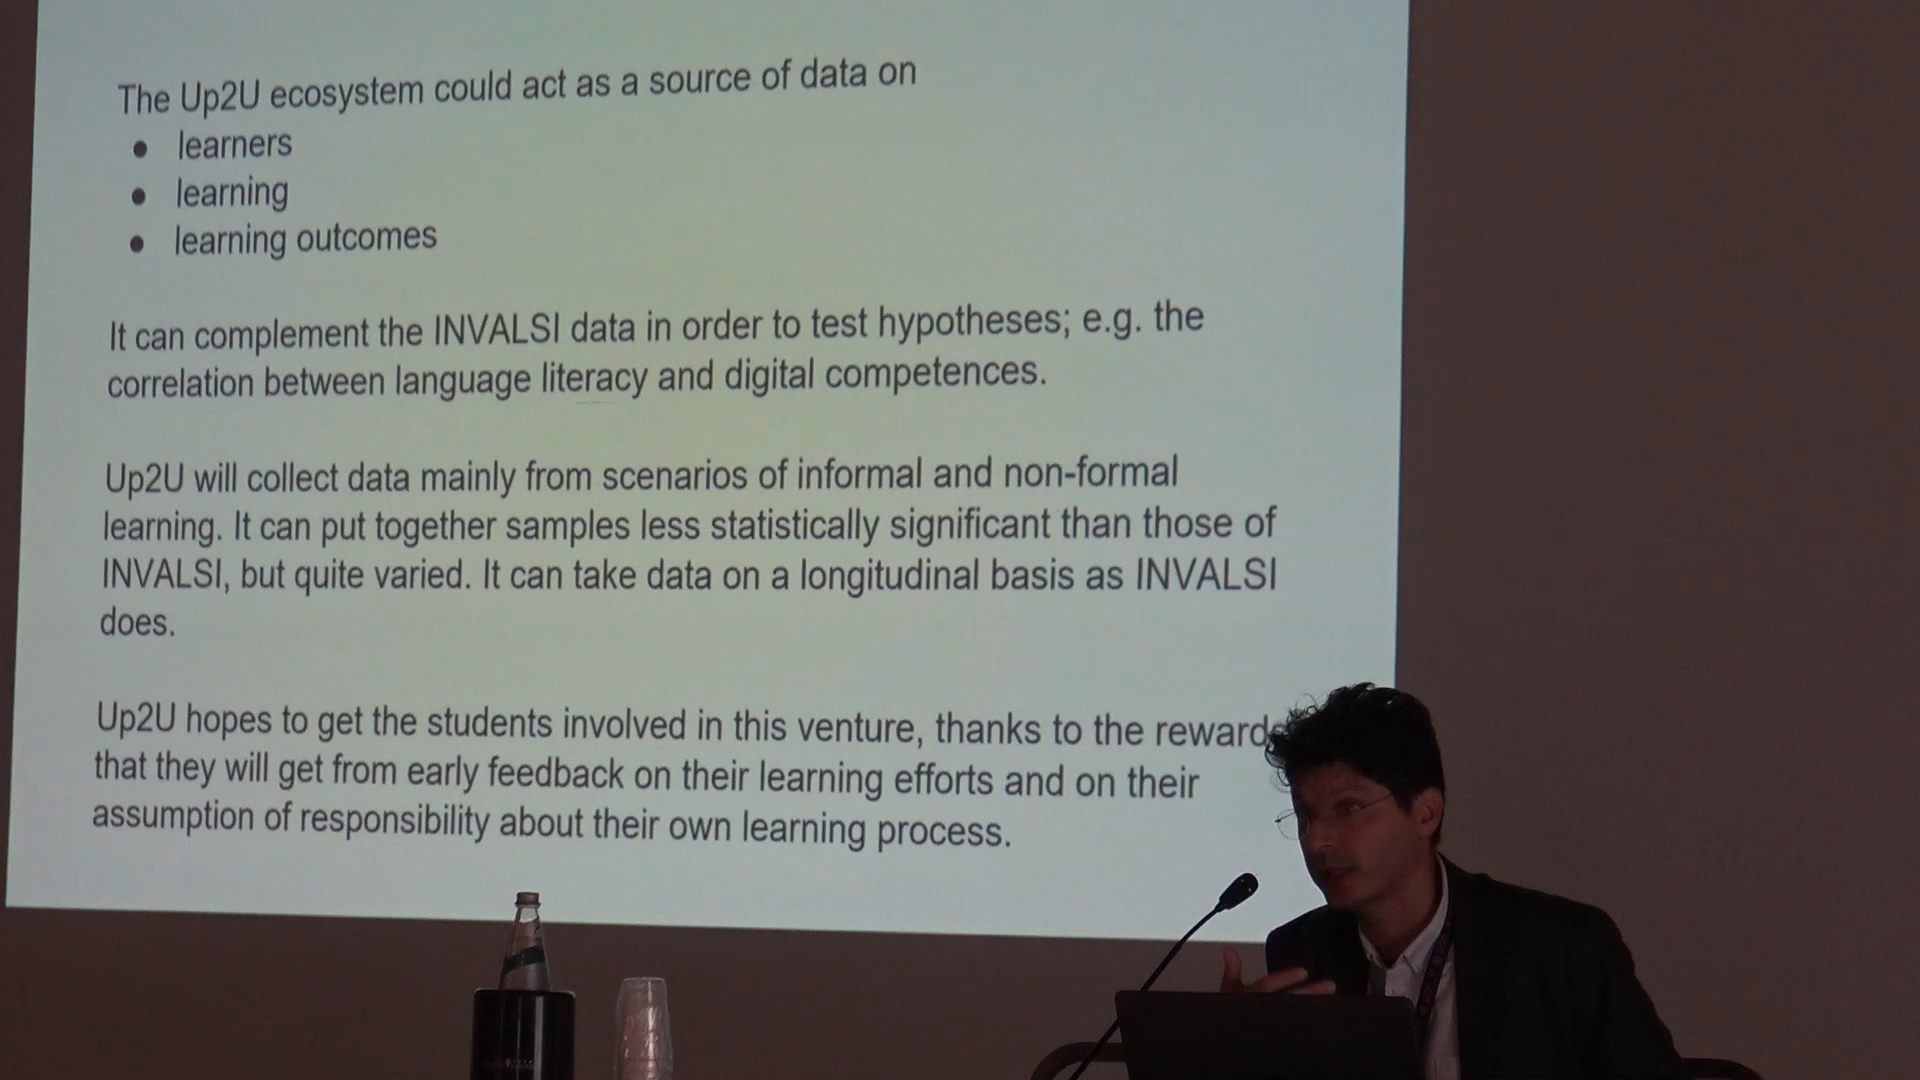 The Up2U ecosystem could act as a source of data on
● learners
● learning
● learning outcomes
It can complement the INVALSI data in order to test hypotheses; e.g. the
correlation between language literacy and digital competences.
Up2U will collect data mainly from scenarios of informal and non-formal
learning. It can put together samples less statistically significant than those of
INVALSI, but quite varied. It can take data on a longitudinal basis as INVALSI
does.
Up2U hopes to get the students involved in this venture, thanks to the rewards
that they will get from early feedback on their learning efforts and on their
assumption of responsibility about their own learning process.